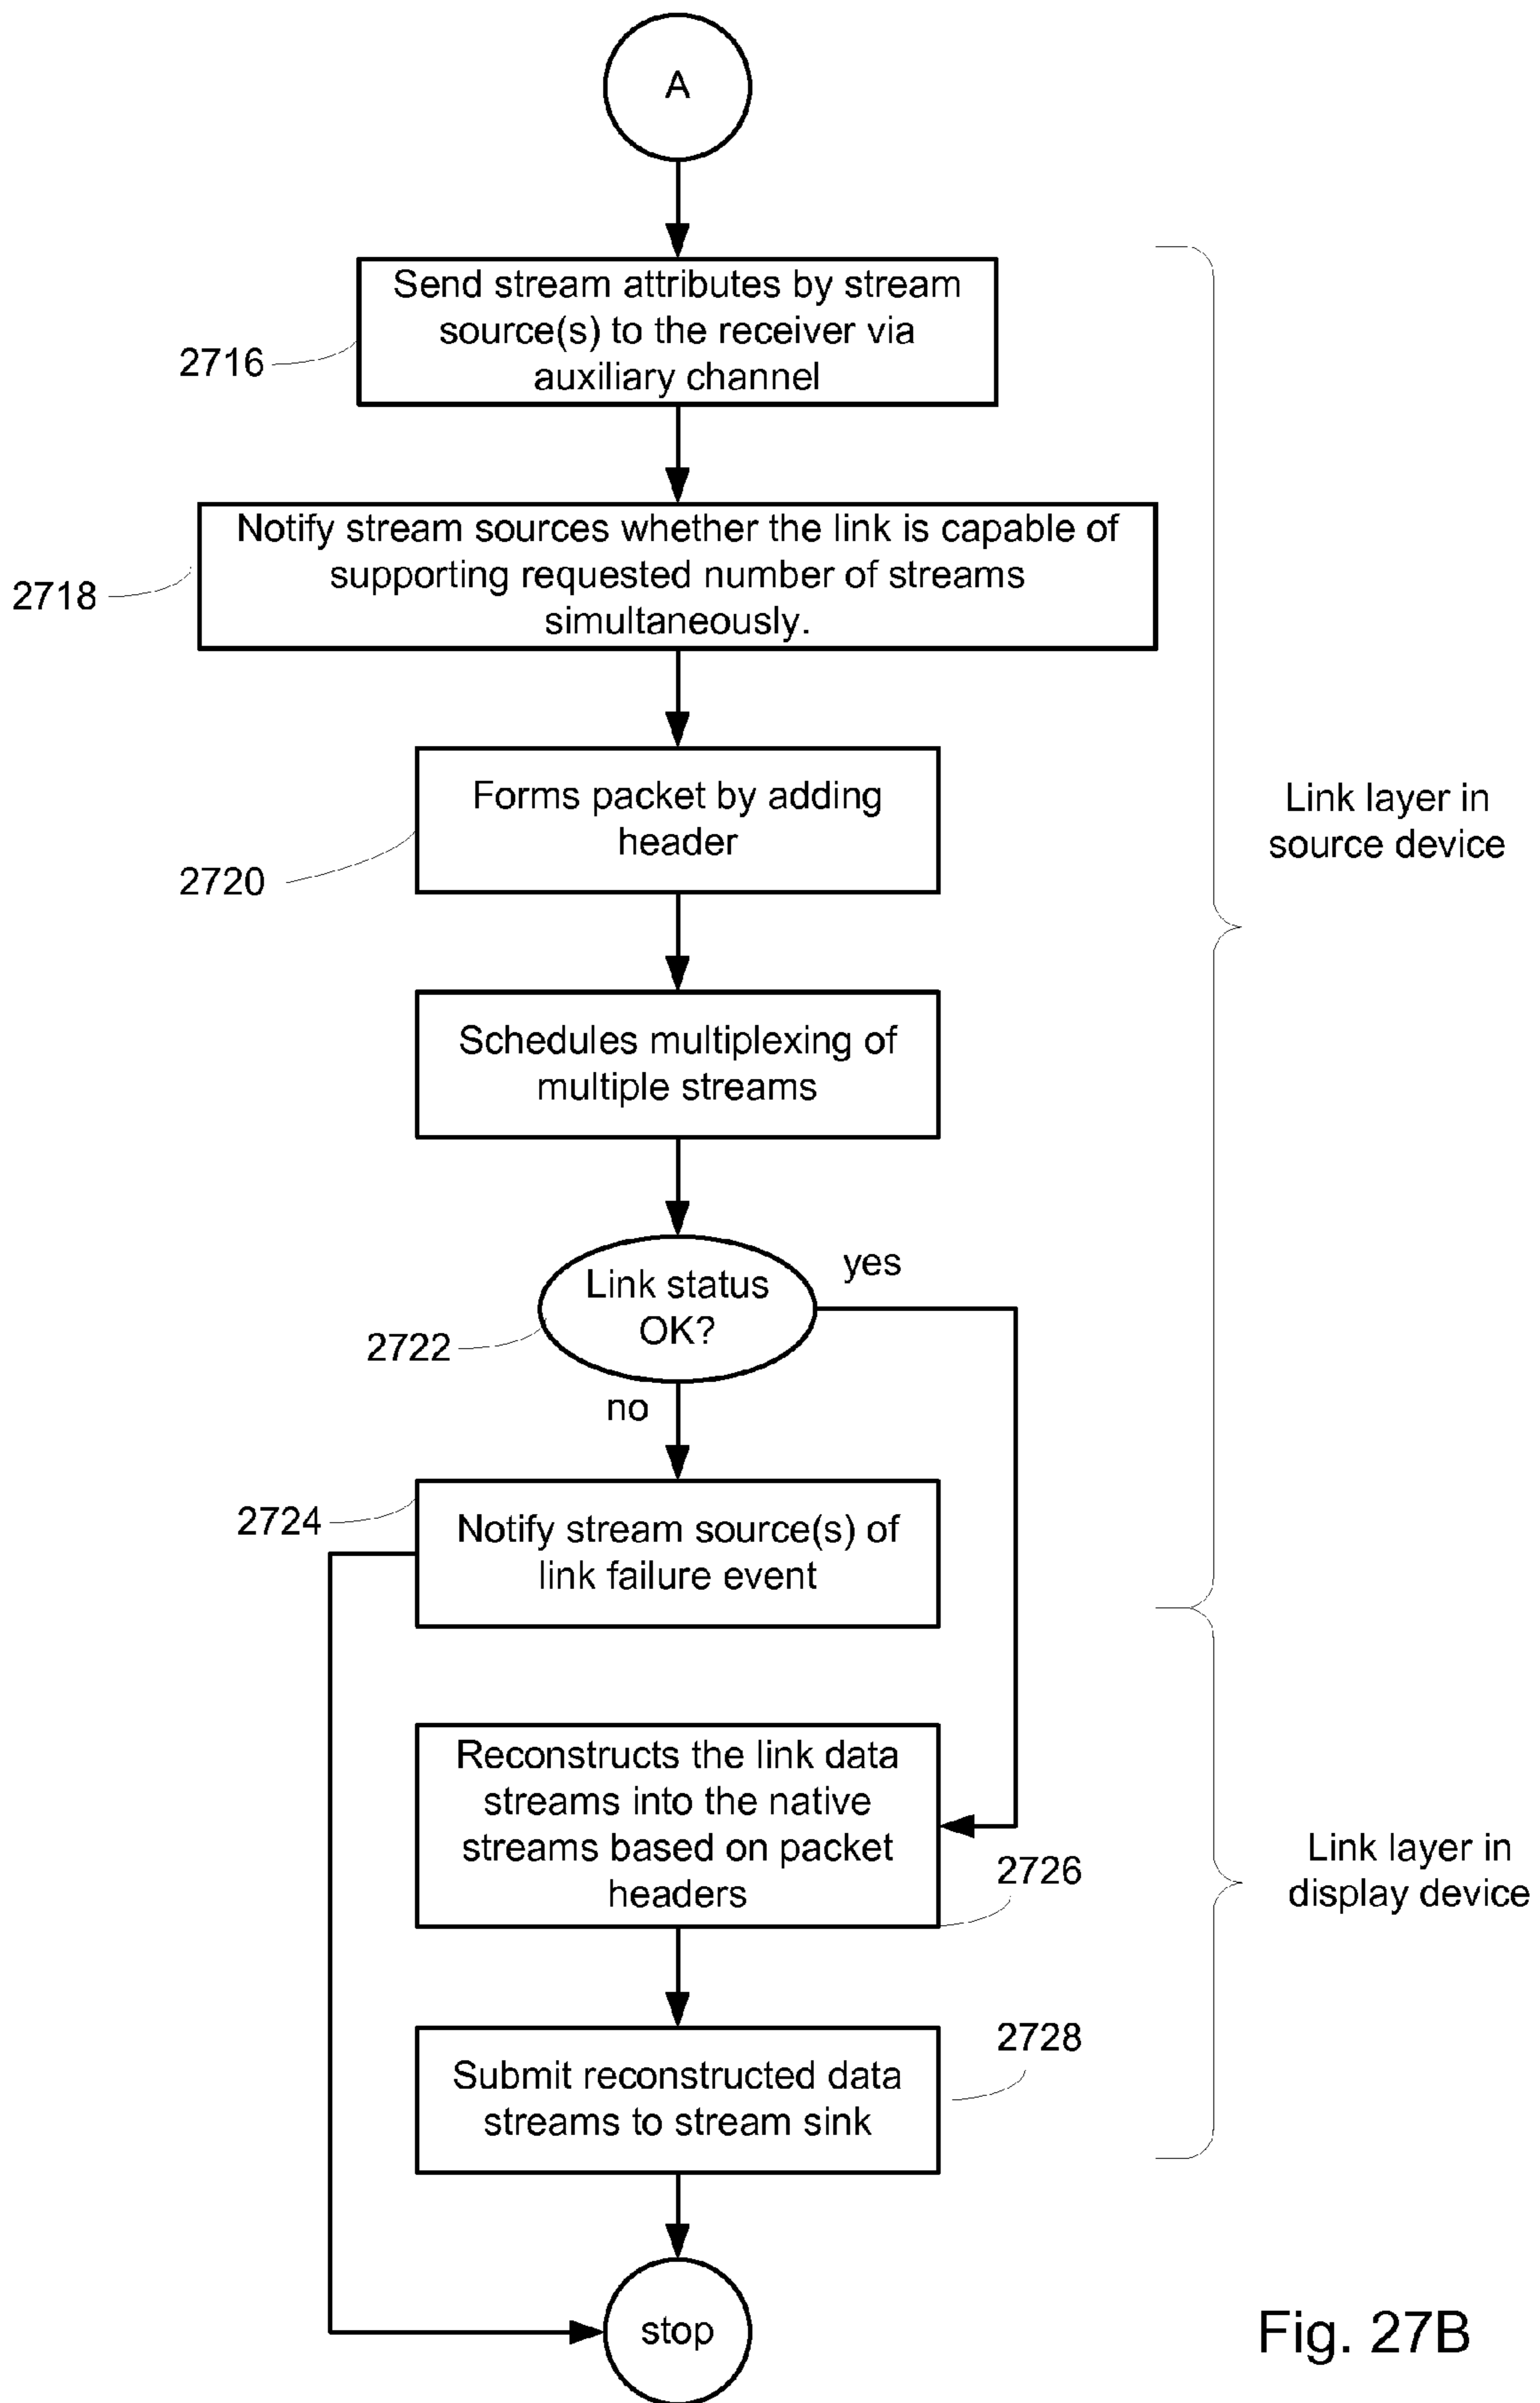 A
Send stream attributes by stream
source(s) to the receiver via
auxiliary channel
2716
Notify stream sources whether the link is capable of
supporting requested number of streams
simultaneously.
2718
Forms packet by adding
header
2720
Link layer in
source device
Schedules multiplexing of
multiple streams
Link status
OK?
yes
2722
no
2724
Notify stream source(s) of
link failure event
Reconstructs the link data
streams into the native
streams based on packet
headers
2726
Link layer in
display device
2728
Submit reconstructed data
streams to stream sink
stop
Fig. 27B